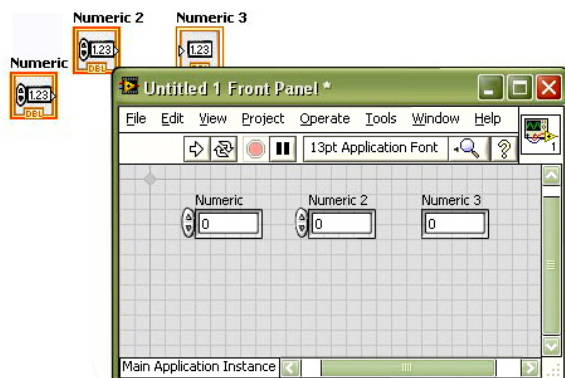 Numeric 2 Numeric 3
Numeric
1.23 1.23
DBL
1.23
DBL
Untitled 1 Front Panel *
File Edit View Project Operate Tools Window Help
13pt Application Font ? 1
Numeric Numeric 2 Numeric 3
0 0 0
Main Application Instance